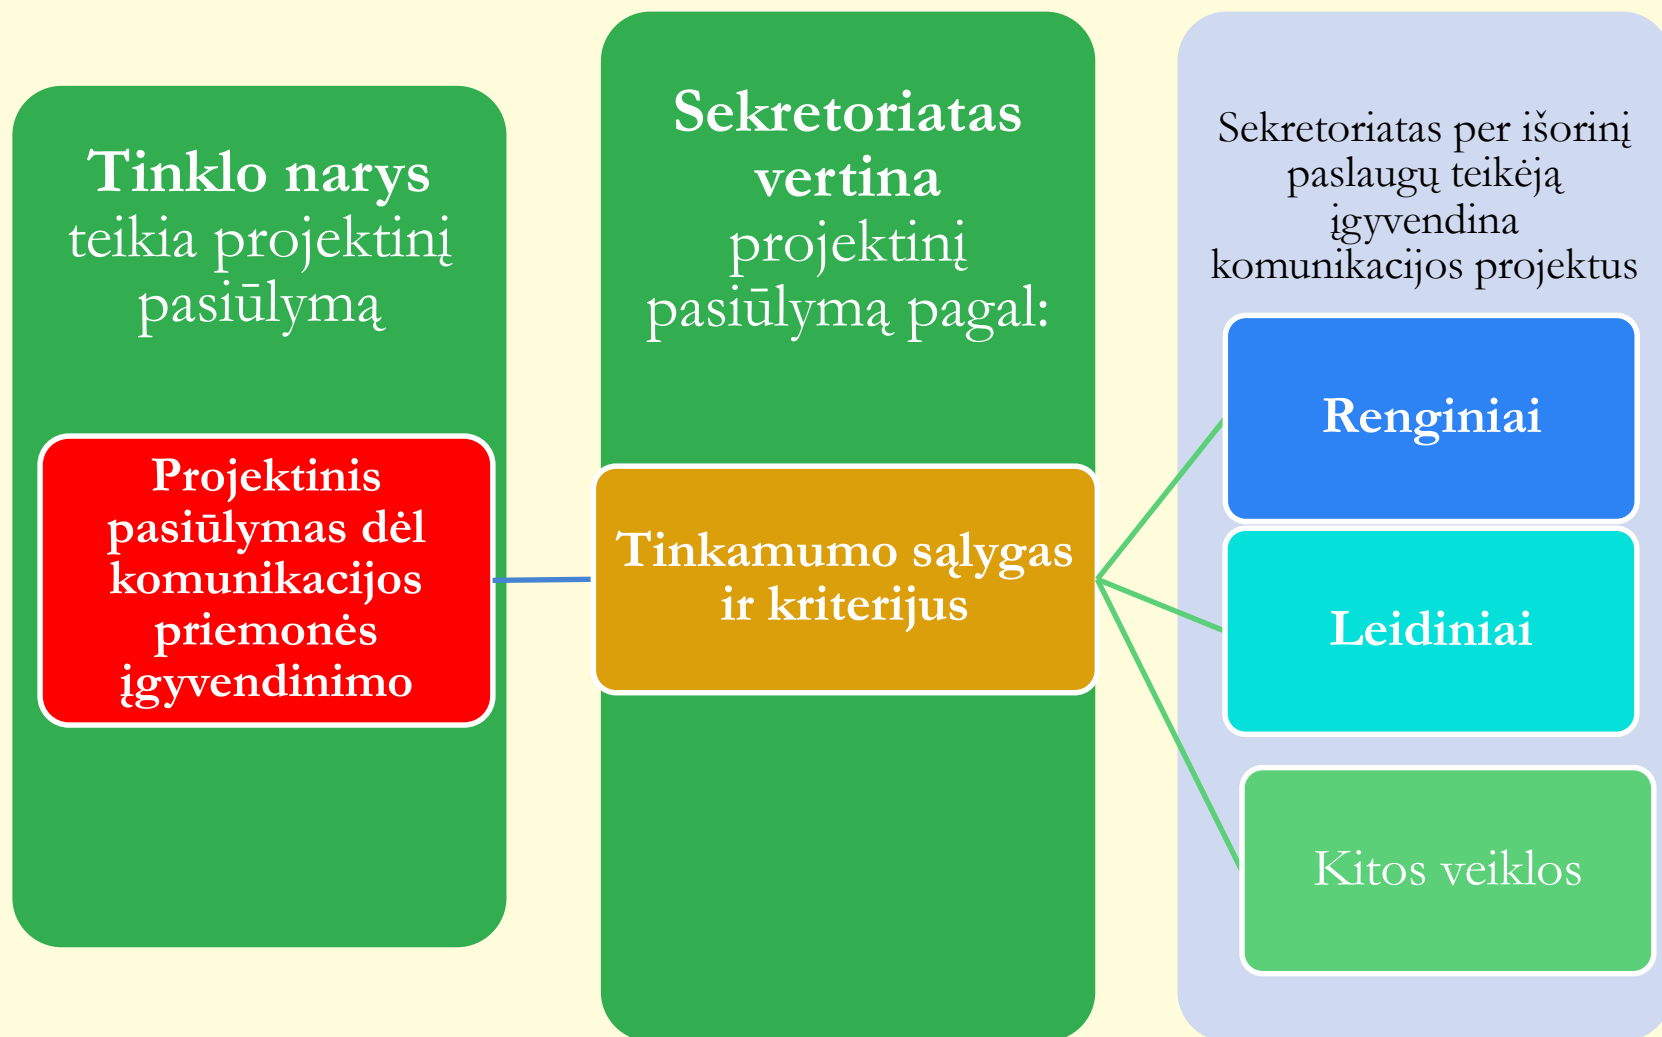 Tinklo narys
teikia projektinį
pasiūlymą
Projektinis
pasiūlymas dėl
komunikacijos
priemonės
įgyvendinimo
Sekretoriatas
vertina
projektinį
pasiūlymą pagal:
Tinkamumo sąlygas
ir kriterijus
Sekretoriatas per išorinį
paslaugų teikėją
įgyvendina
komunikacijos projektus
Renginiai
Leidiniai
Kitos veiklos